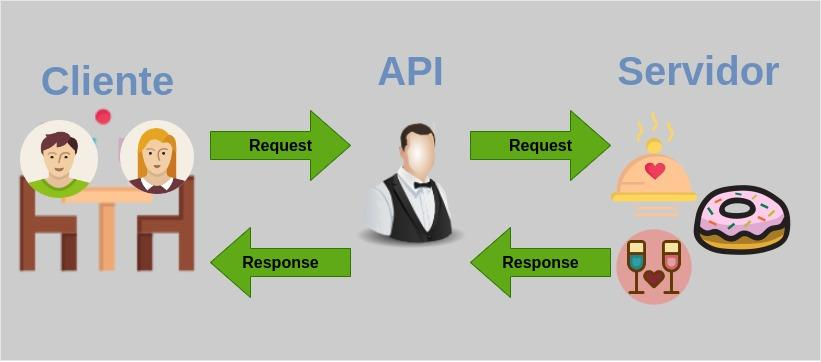 Cliente
API
Servidor
Request
Request
Response
Response